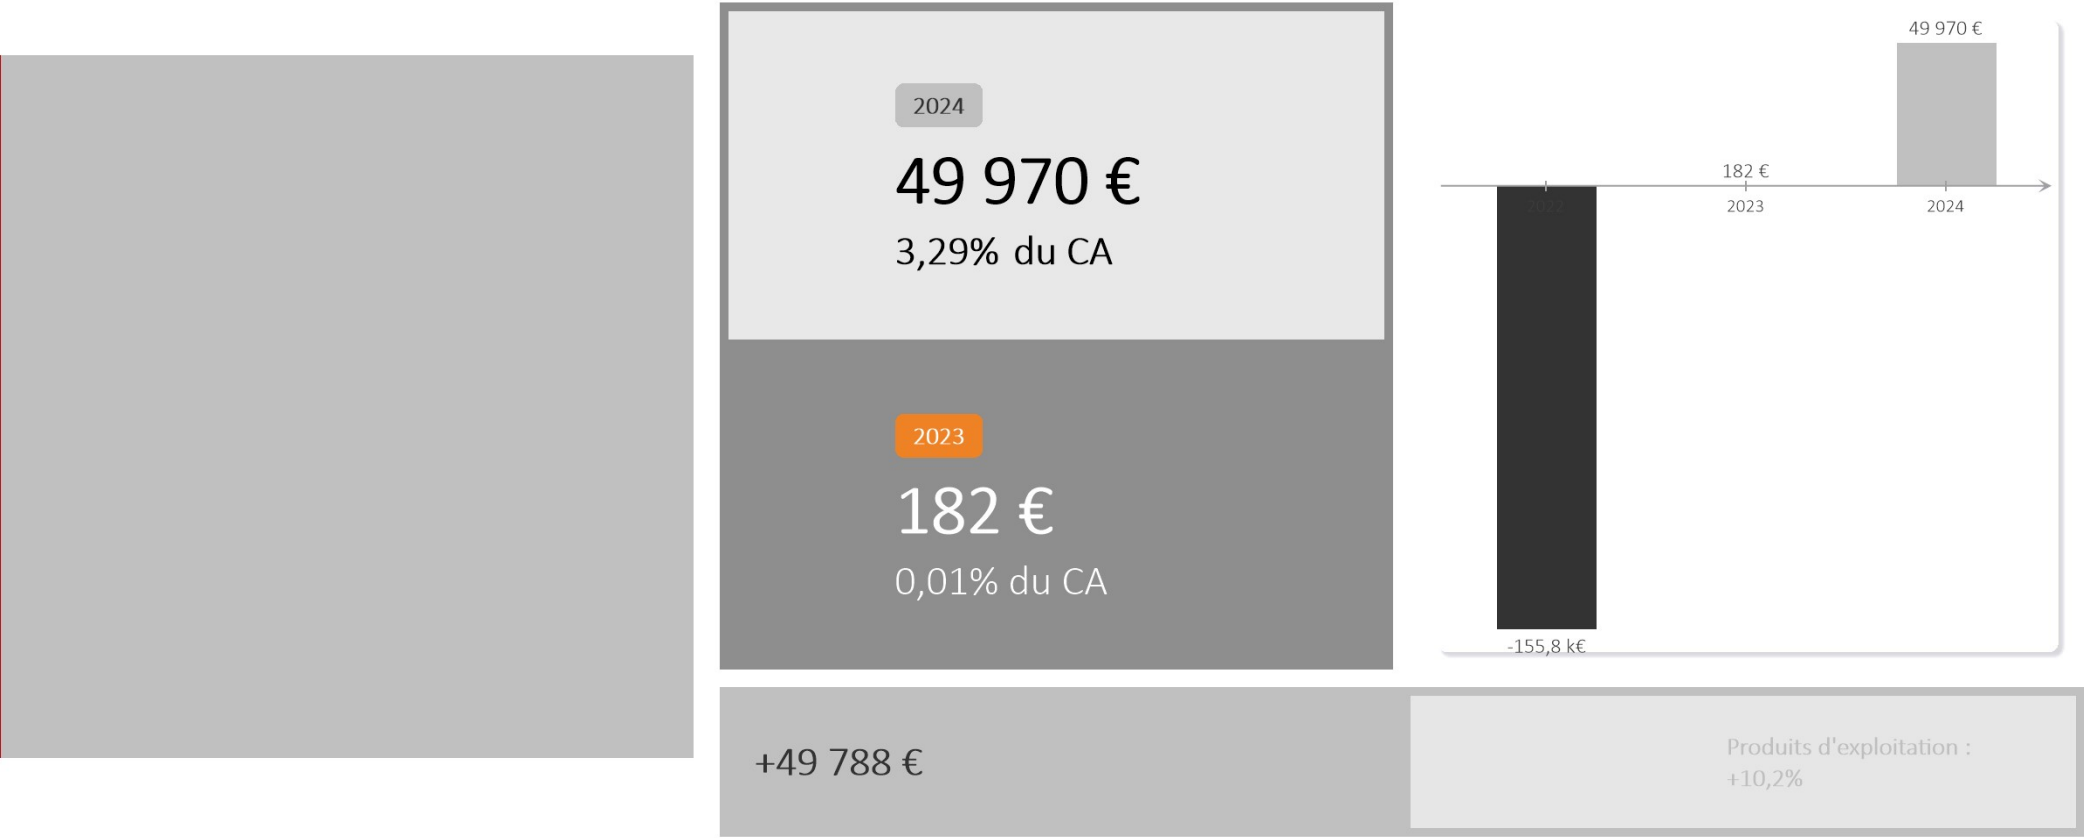 2024
49 970 €
3,29% du CA
2023
182 €
0,01% du CA
49 970 €
182 €
2022
2023
2024
-155,8 k€
+49 788 €
Produits d'exploitation :
+10,2%